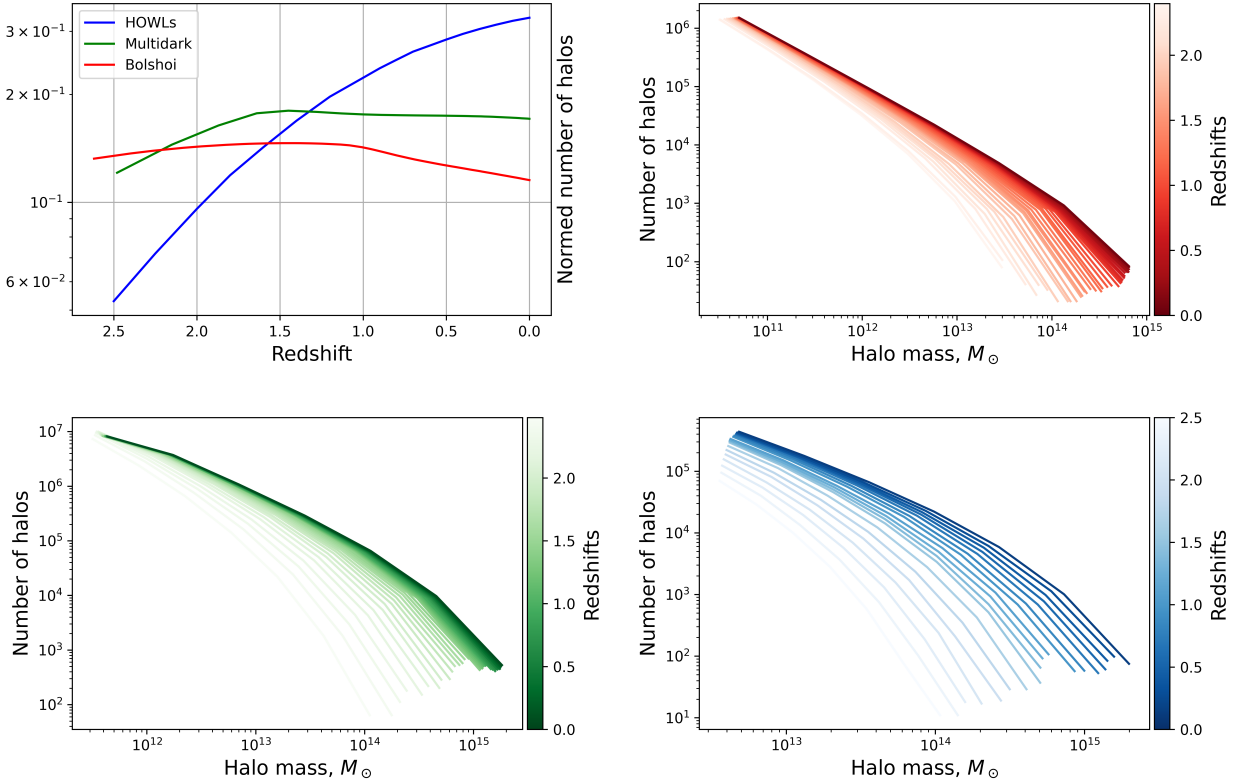 HOWLs
Multidark
Bolshoi
3 × 10⁻¹
2 × 10⁻¹
10⁻¹
6 × 10⁻²
2.5 2.0 1.5 1.0 0.5 0.0
Redshift
Normed number of halos
10⁶
10⁵
10⁴
10³
10²
Number of halos
10¹¹ 10¹² 10¹³ 10¹⁴ 10¹⁵
Halo mass, M⊙
2.0
1.5
1.0
0.5
0.0
Redshifts
10⁷
10⁶
10⁵
10⁴
10³
10²
Number of halos
10¹² 10¹³ 10¹⁴ 10¹⁵
Halo mass, M⊙
2.0
1.5
1.0
0.5
0.0
Redshifts
10⁵
10⁴
10³
10²
10¹
Number of halos
10¹³ 10¹⁴ 10¹⁵
Halo mass, M⊙
2.5
2.0
1.5
1.0
0.5
0.0
Redshifts